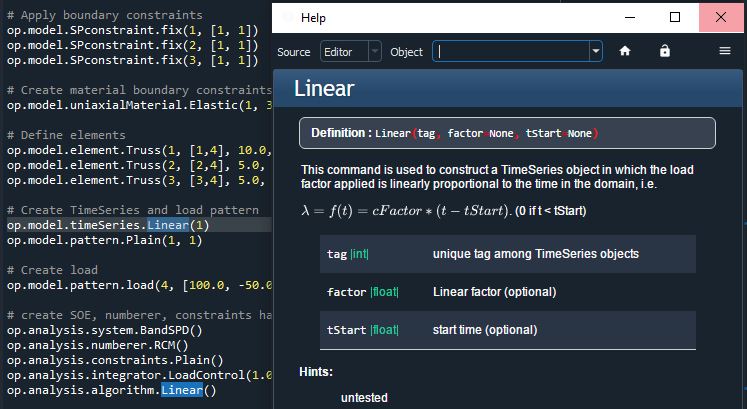 # Apply boundary constraints
op.model.SPconstraint.fix(1, [1, 1])
op.model.SPconstraint.fix(2, [1, 1])
op.model.SPconstraint.fix(3, [1, 1])
# Create material boundary constraints
op.model.uniaxialMaterial.Elastic(1, 3
# Define elements
op.model.element.Truss(1, [1,4], 10.0,
op.model.element.Truss(2, [2,4], 5.0,
op.model.element.Truss(3, [3,4], 5.0,
# Create TimeSeries and load pattern
op.model.timeSeries.Linear(1)
op.model.pattern.Plain(1, 1)
# Create load
op.model.pattern.load(4, [100.0, -50.0
# create SOE, numberer, constraints ha
op.analysis.system.BandSPD()
op.analysis.numberer.RCM()
op.analysis.constraints.Plain()
op.analysis.integrator.LoadControl(1.0
op.analysis.algorithm.Linear()
Help
Source Editor Object
Linear
Definition : Linear(tag, factor=None, tStart=None)
This command is used to construct a TimeSeries object in which the load
factor applied is linearly proportional to the time in the domain, i.e.
λ = f(t) = cFactor * (t − tStart). (0 if t < tStart)
tag |int| unique tag among TimeSeries objects
factor |float| Linear factor (optional)
tStart |float| start time (optional)
Hints:
untested